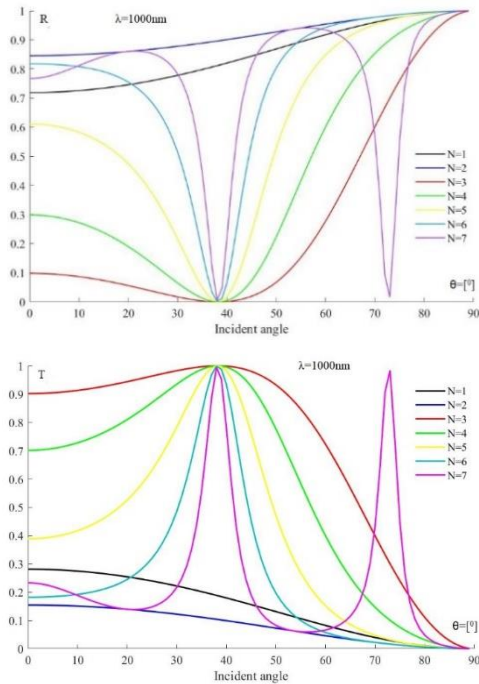 R
λ=1000nm
1
0.9
0.8
0.7
0.6
0.5
0.4
0.3
0.2
0.1
0
N=1
N=2
N=3
N=4
N=5
N=6
N=7
θ=[⁰]
0 10 20 30 40 50 60 70 80 90
Incident angle
T
λ=1000nm
1
0.9
0.8
0.7
0.6
0.5
0.4
0.3
0.2
0.1
0
N=1
N=2
N=3
N=4
N=5
N=6
N=7
θ=[⁰]
0 10 20 30 40 50 60 70 80 90
Incident angle